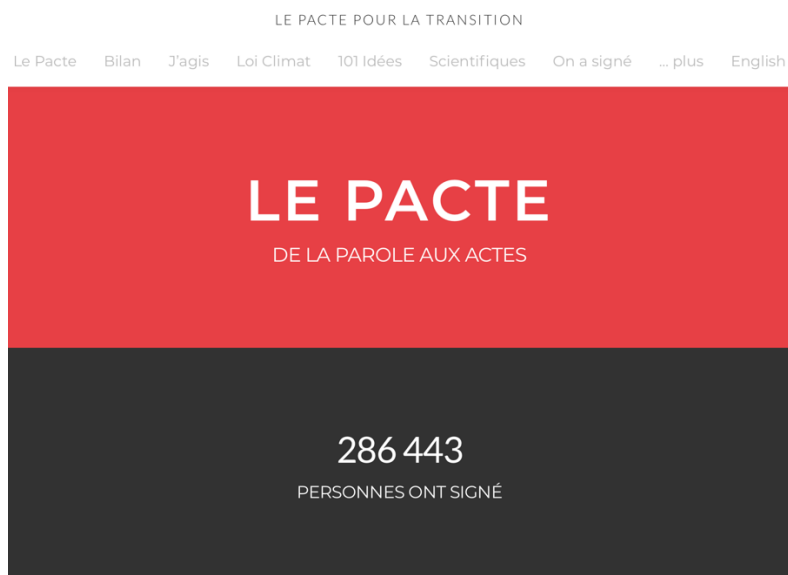 LE PACTE POUR LA TRANSITION
Le Pacte Bilan J'agis Loi Climat 101 Idées Scientifiques On a signé ... plus English
LE PACTE
DE LA PAROLE AUX ACTES
286 443
PERSONNES ONT SIGNÉ